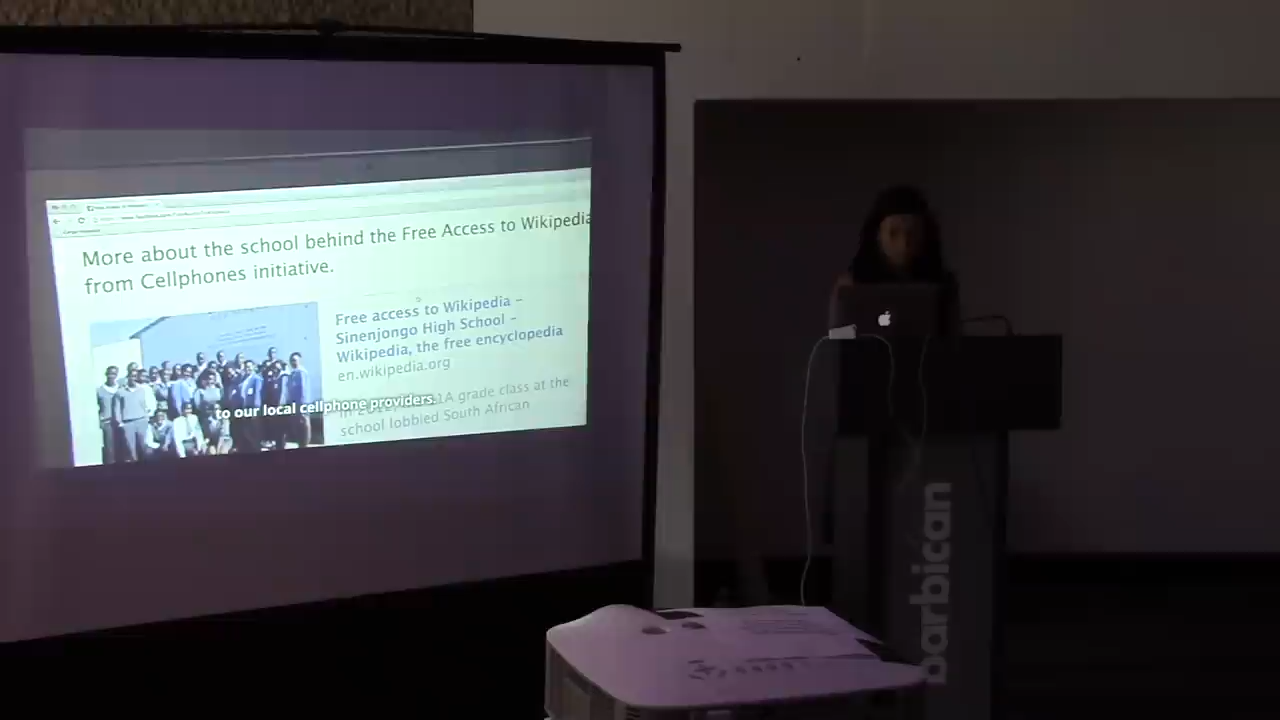 More about the school behind the Free Access to Wikipedia
from Cellphones initiative.
Free access to Wikipedia –
Sinenjongo High School –
Wikipedia, the free encyclopedia
en.wikipedia.org
1A grade class at the
school lobbied South African
to our local cellphone providers.
barbican